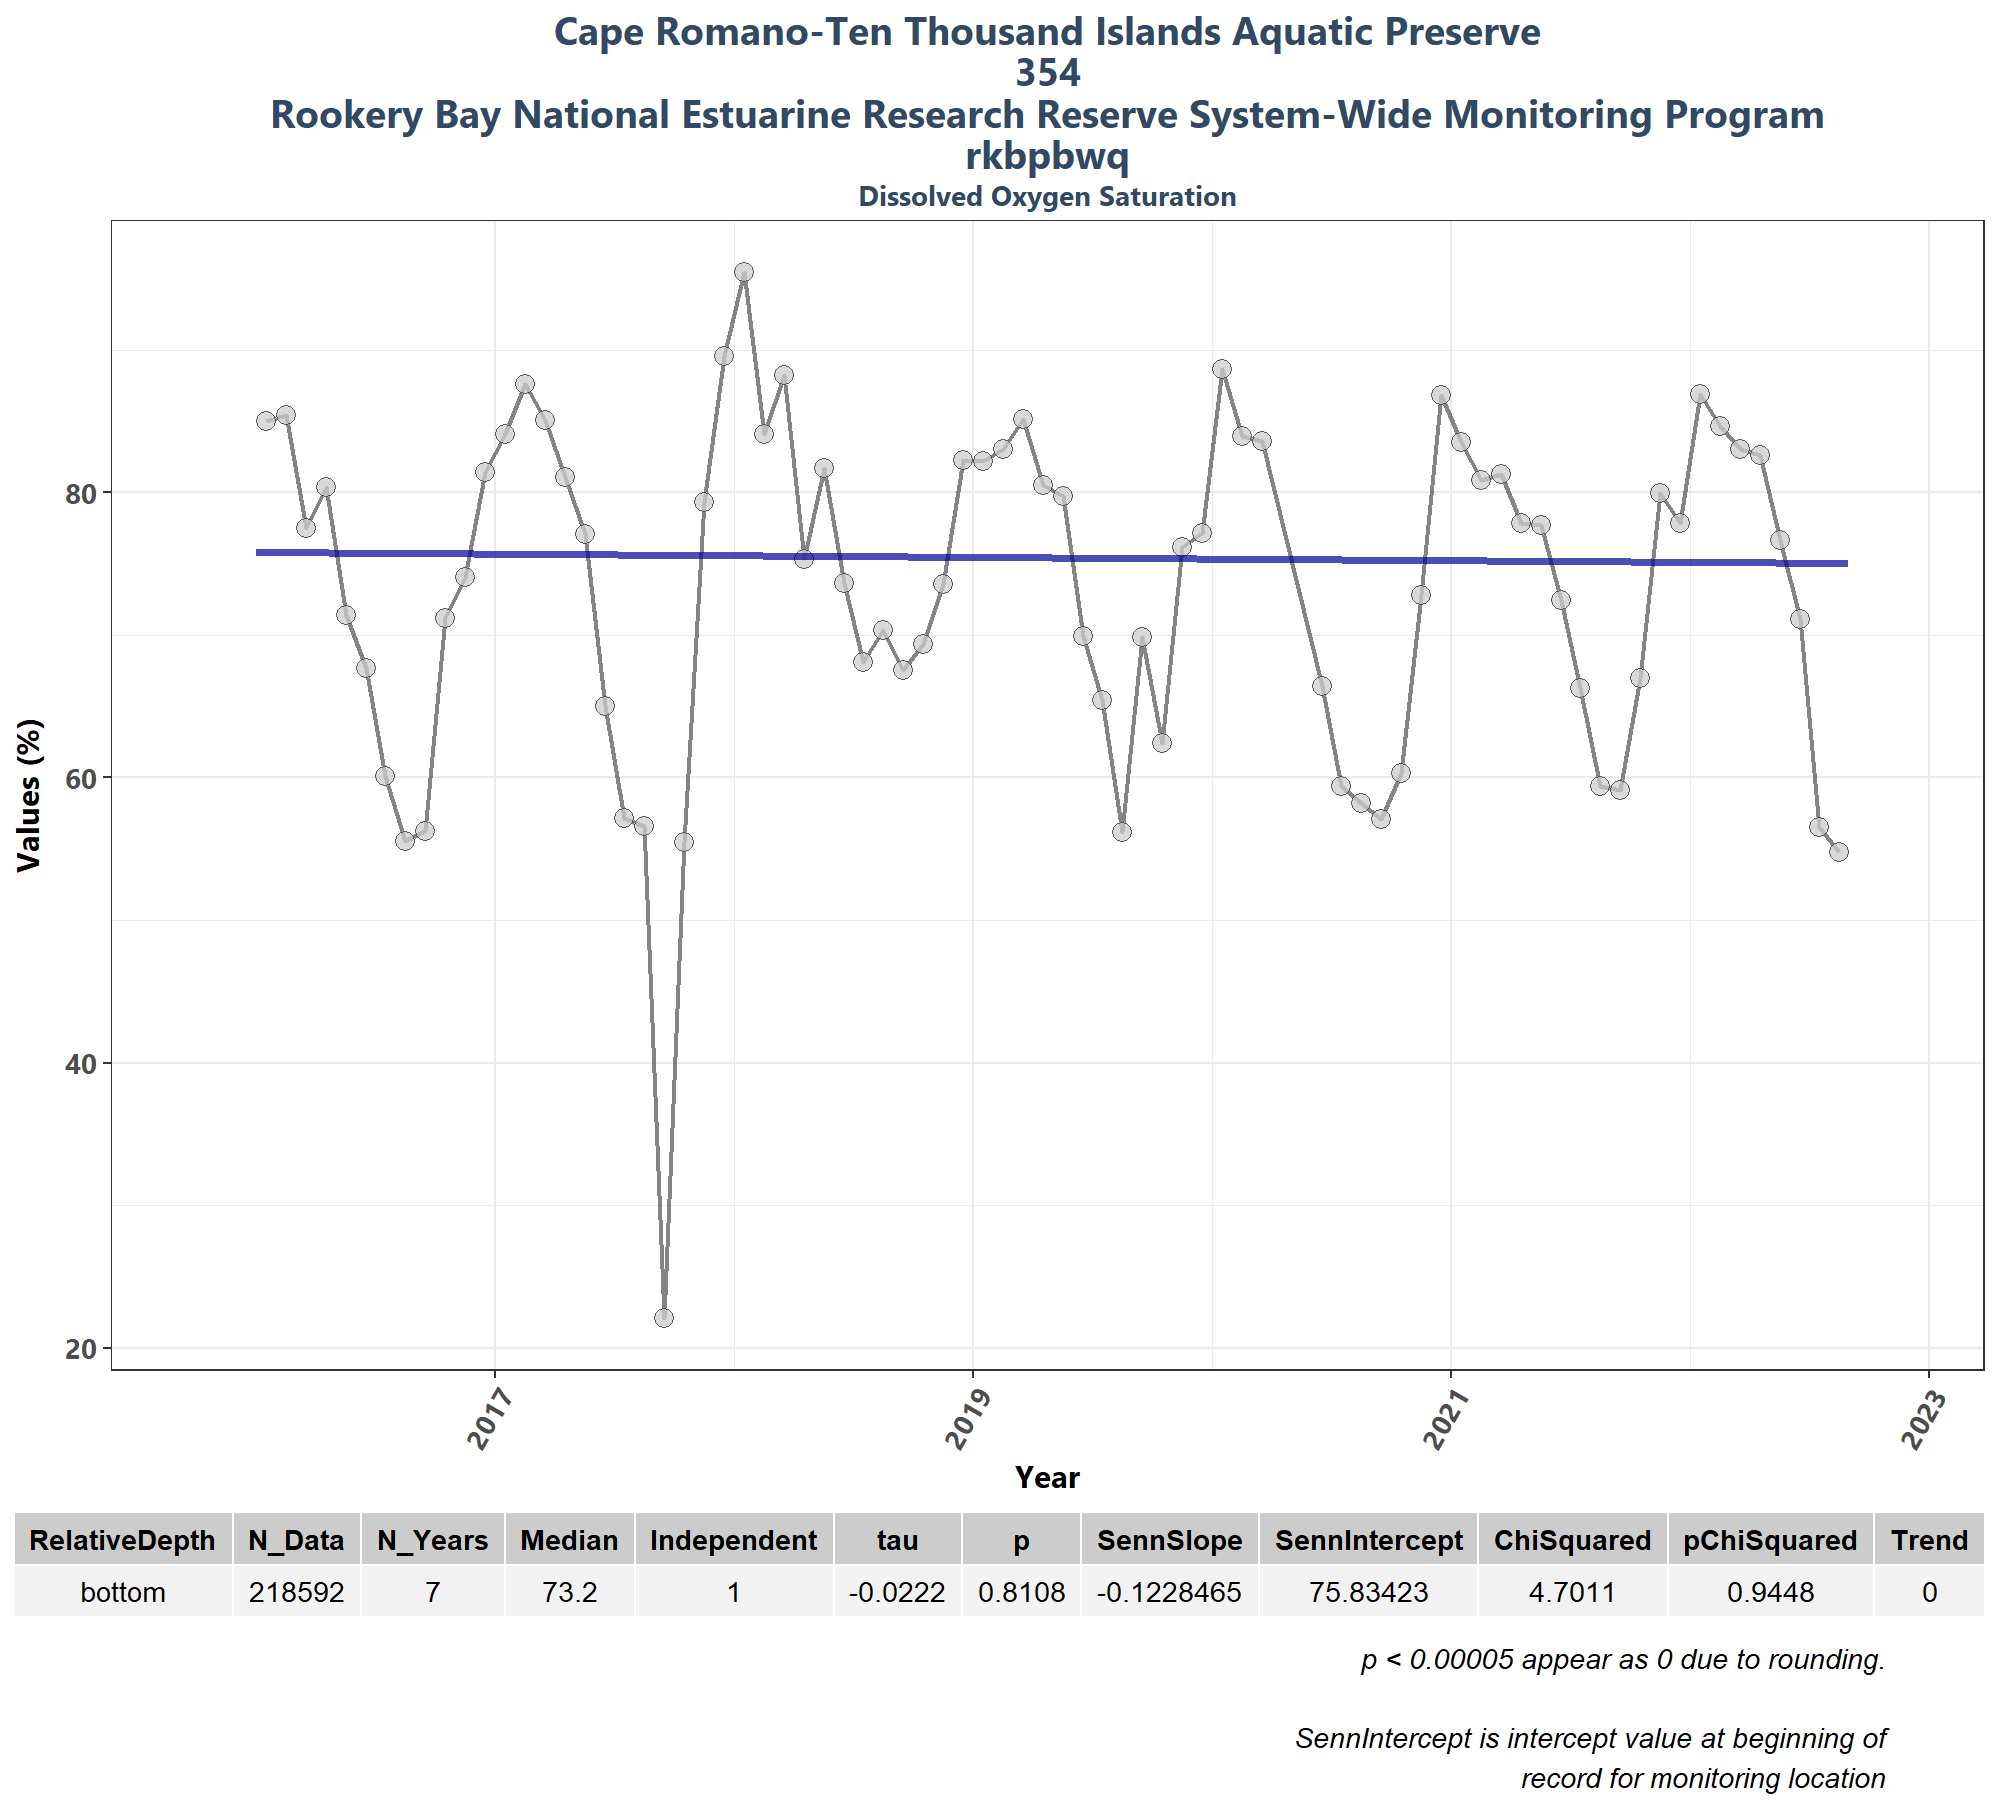 Cape Romano-Ten Thousand Islands Aquatic Preserve
354
Rookery Bay National Estuarine Research Reserve System-Wide Monitoring Program
rkbpbwq
Dissolved Oxygen Saturation
Values (%)
80
60
40
20
2017
2019
2021
2023
Year
RelativeDepth N_Data N_Years Median Independent tau p SennSlope SennIntercept ChiSquared pChiSquared Trend
bottom 218592 7 73.2 1 -0.0222 0.8108 -0.1228465 75.83423 4.7011 0.9448 0
p < 0.00005 appear as 0 due to rounding.
SennIntercept is intercept value at beginning of
record for monitoring location